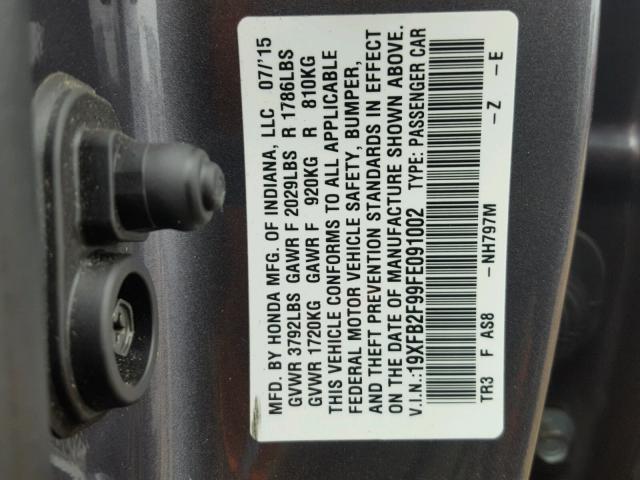 MFD. BY HONDA MFG. OF INDIANA, LLC 07/'15
GVWR 3792LBS GAWR F 2029LBS R 1786LBS
GVWR 1720KG GAWR F 920KG R 810KG
THIS VEHICLE CONFORMS TO ALL APPLICABLE
FEDERAL MOTOR VEHICLE SAFETY, BUMPER,
AND THEFT PREVENTION STANDARDS IN EFFECT
ON THE DATE OF MANUFACTURE SHOWN ABOVE.
V.I.N.:19XFB2F99FE091002 TYPE: PASSENGER CAR
TR3 F AS8 -NH797M -Z -E